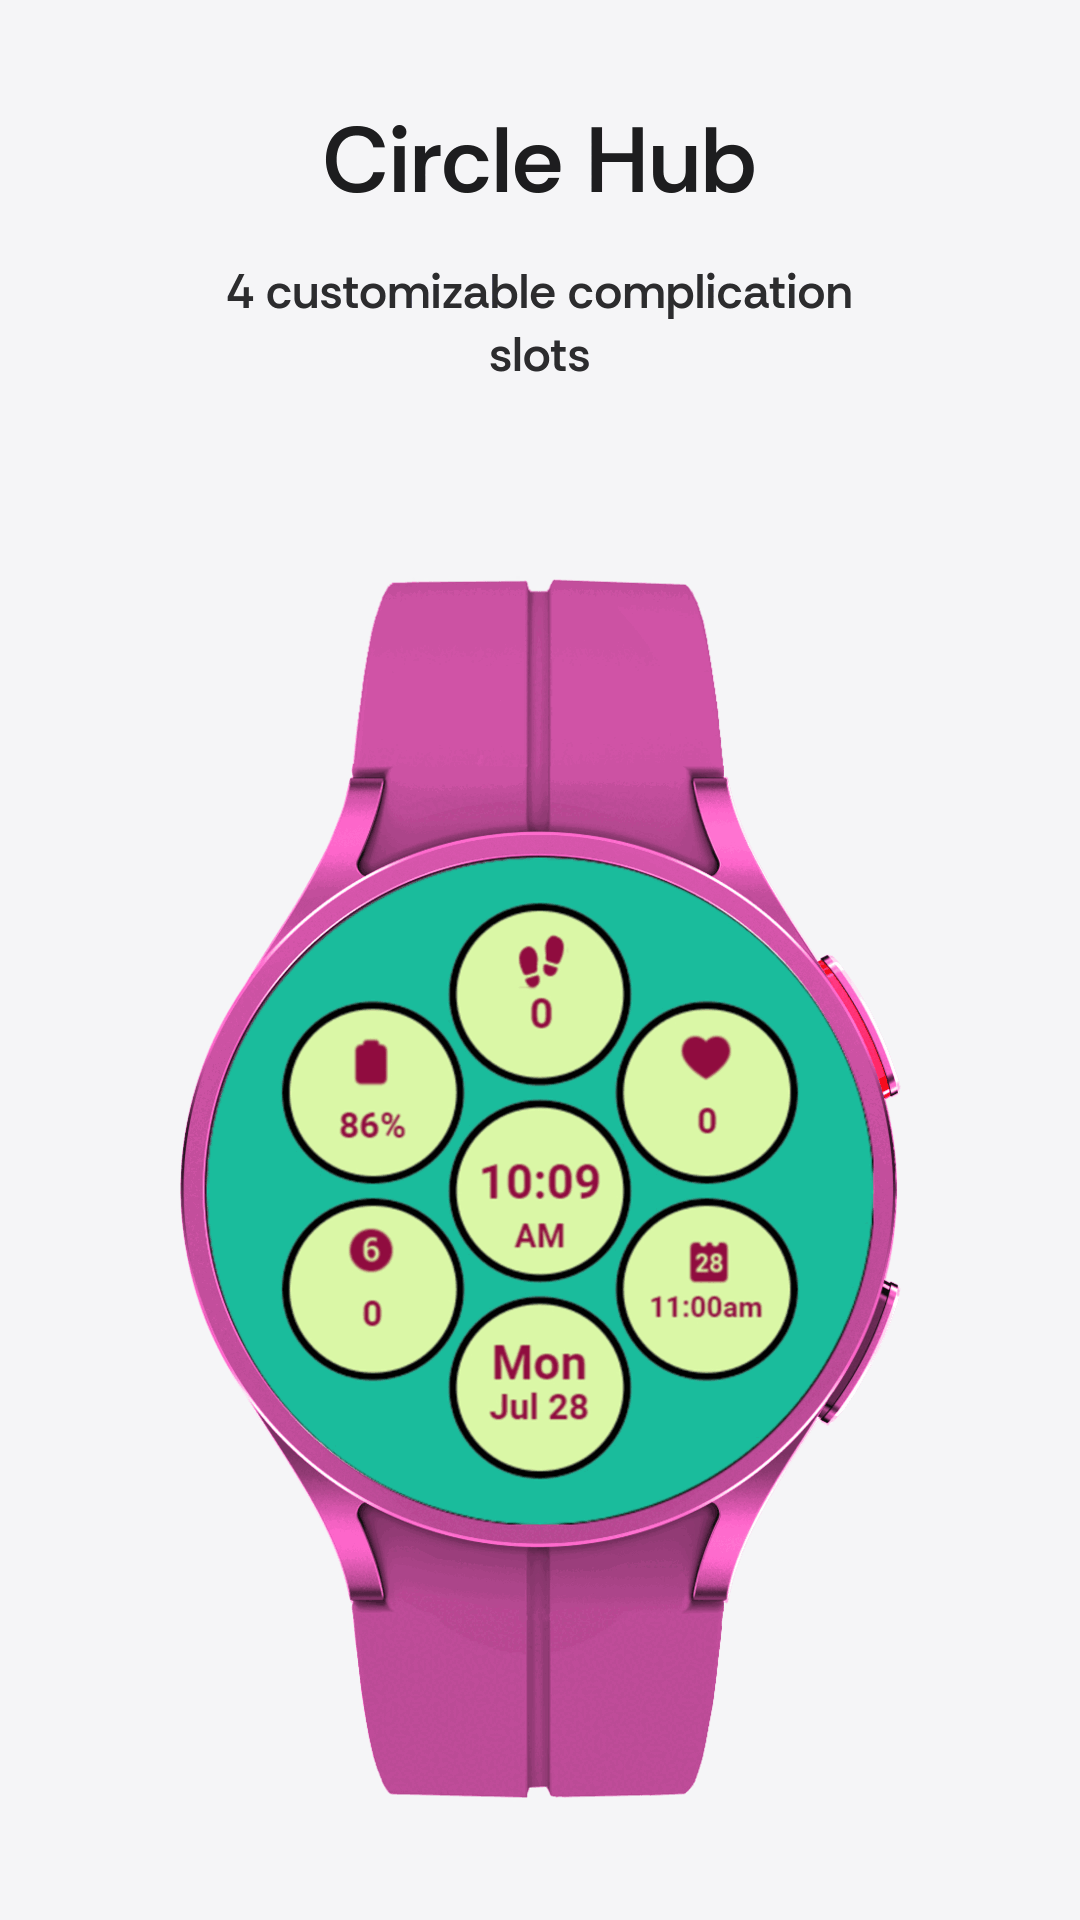 Circle Hub
4 customizable complication
slots
0
86%
0
10:09
AM
6
0
28
11:00am
Mon
Jul 28